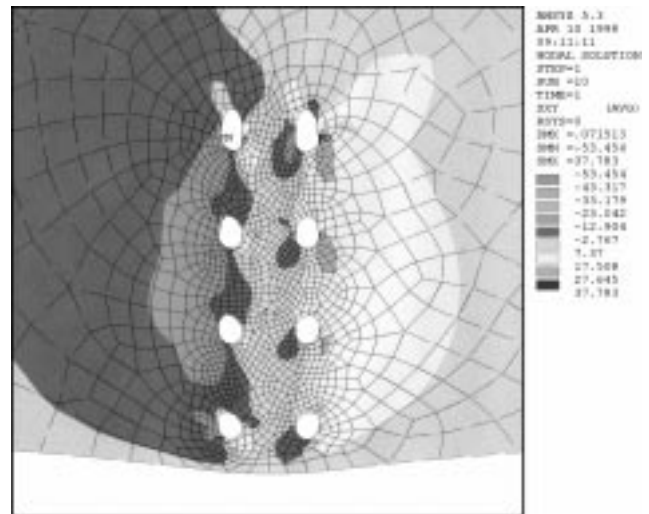 ANSYS 5.3
APR 10 1998
09:11:11
NODAL SOLUTION
STEP=1
SUB =10
TIME=1
SXY (AVG)
RSYS=0
DMX =.071513
SMN =-53.454
SMX =37.783
-53.454
-43.317
-33.179
-23.042
-12.904
-2.767
7.37
17.508
27.645
37.783